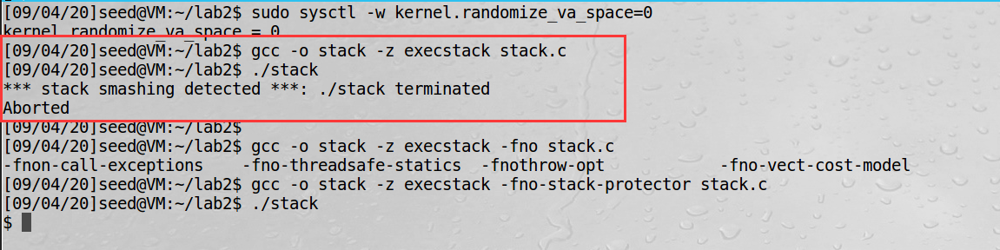 [09/04/20]seed@VM:~/lab2$ sudo sysctl -w kernel.randomize_va_space=0
kernel.randomize_va_space = 0
[09/04/20]seed@VM:~/lab2$ gcc -o stack -z execstack stack.c
[09/04/20]seed@VM:~/lab2$ ./stack
*** stack smashing detected ***: ./stack terminated
Aborted
[09/04/20]seed@VM:~/lab2$
[09/04/20]seed@VM:~/lab2$ gcc -o stack -z execstack -fno stack.c
-fnon-call-exceptions    -fno-threadsafe-statics  -fnothrow-opt            -fno-vect-cost-model
[09/04/20]seed@VM:~/lab2$ gcc -o stack -z execstack -fno-stack-protector stack.c
[09/04/20]seed@VM:~/lab2$ ./stack
$